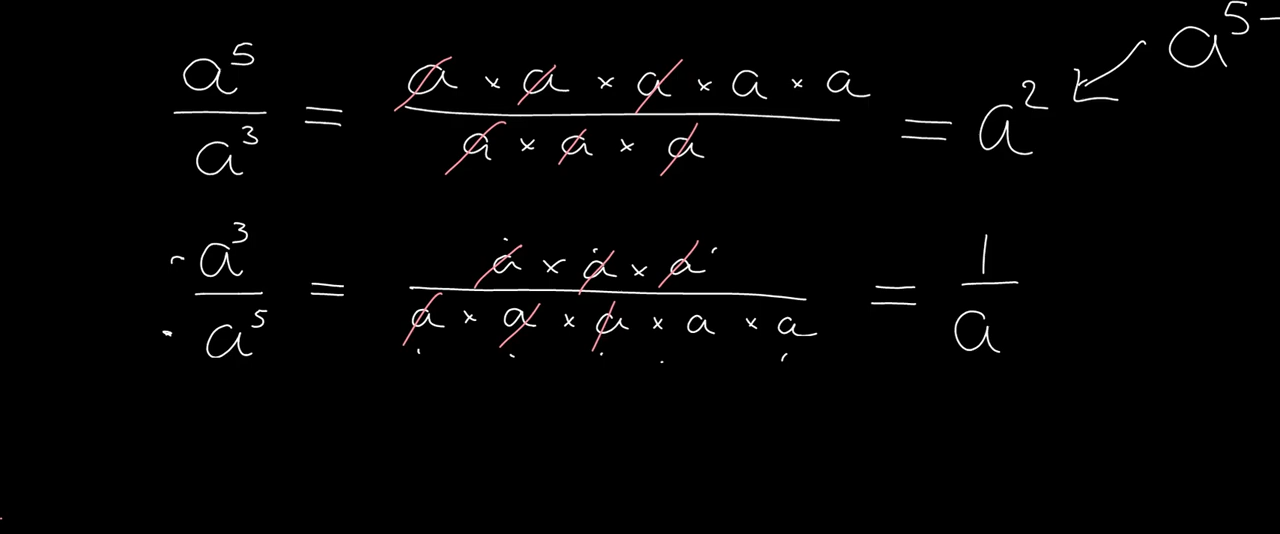 a⁵/a³ = (a × a × a × a × a)/(a × a × a) = a² ↙ a⁵⁻
a³/a⁵ = (a × a × a)/(a × a × a × a × a) = 1/a